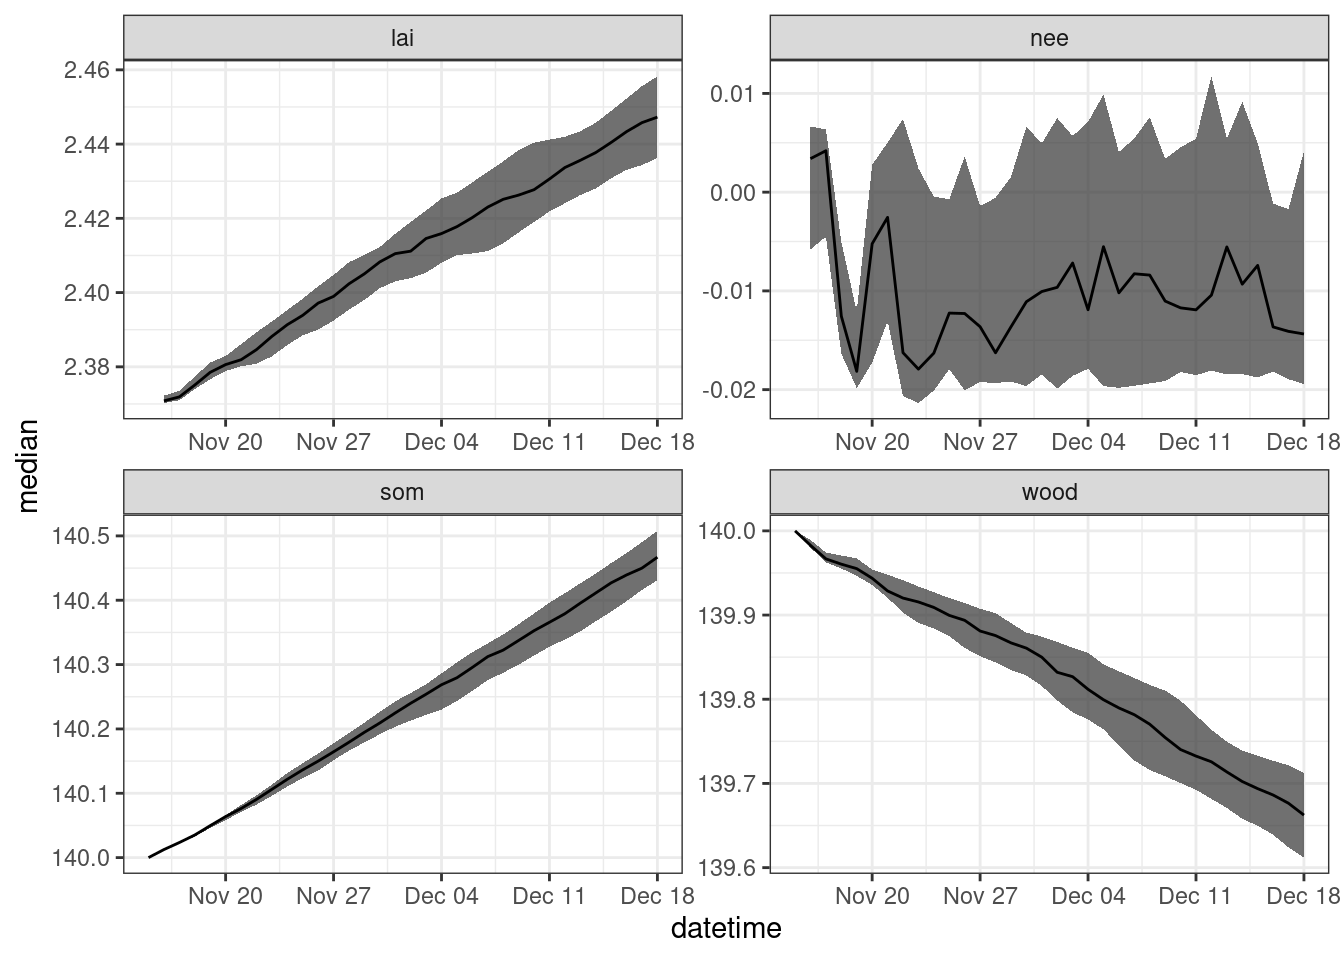 lai
nee
2.46
2.44
2.42
2.40
2.38
0.01
0.00
-0.01
-0.02
Nov 20 Nov 27 Dec 04 Dec 11 Dec 18
Nov 20 Nov 27 Dec 04 Dec 11 Dec 18
median
som
wood
140.5
140.4
140.3
140.2
140.1
140.0
140.0
139.9
139.8
139.7
139.6
Nov 20 Nov 27 Dec 04 Dec 11 Dec 18
Nov 20 Nov 27 Dec 04 Dec 11 Dec 18
datetime